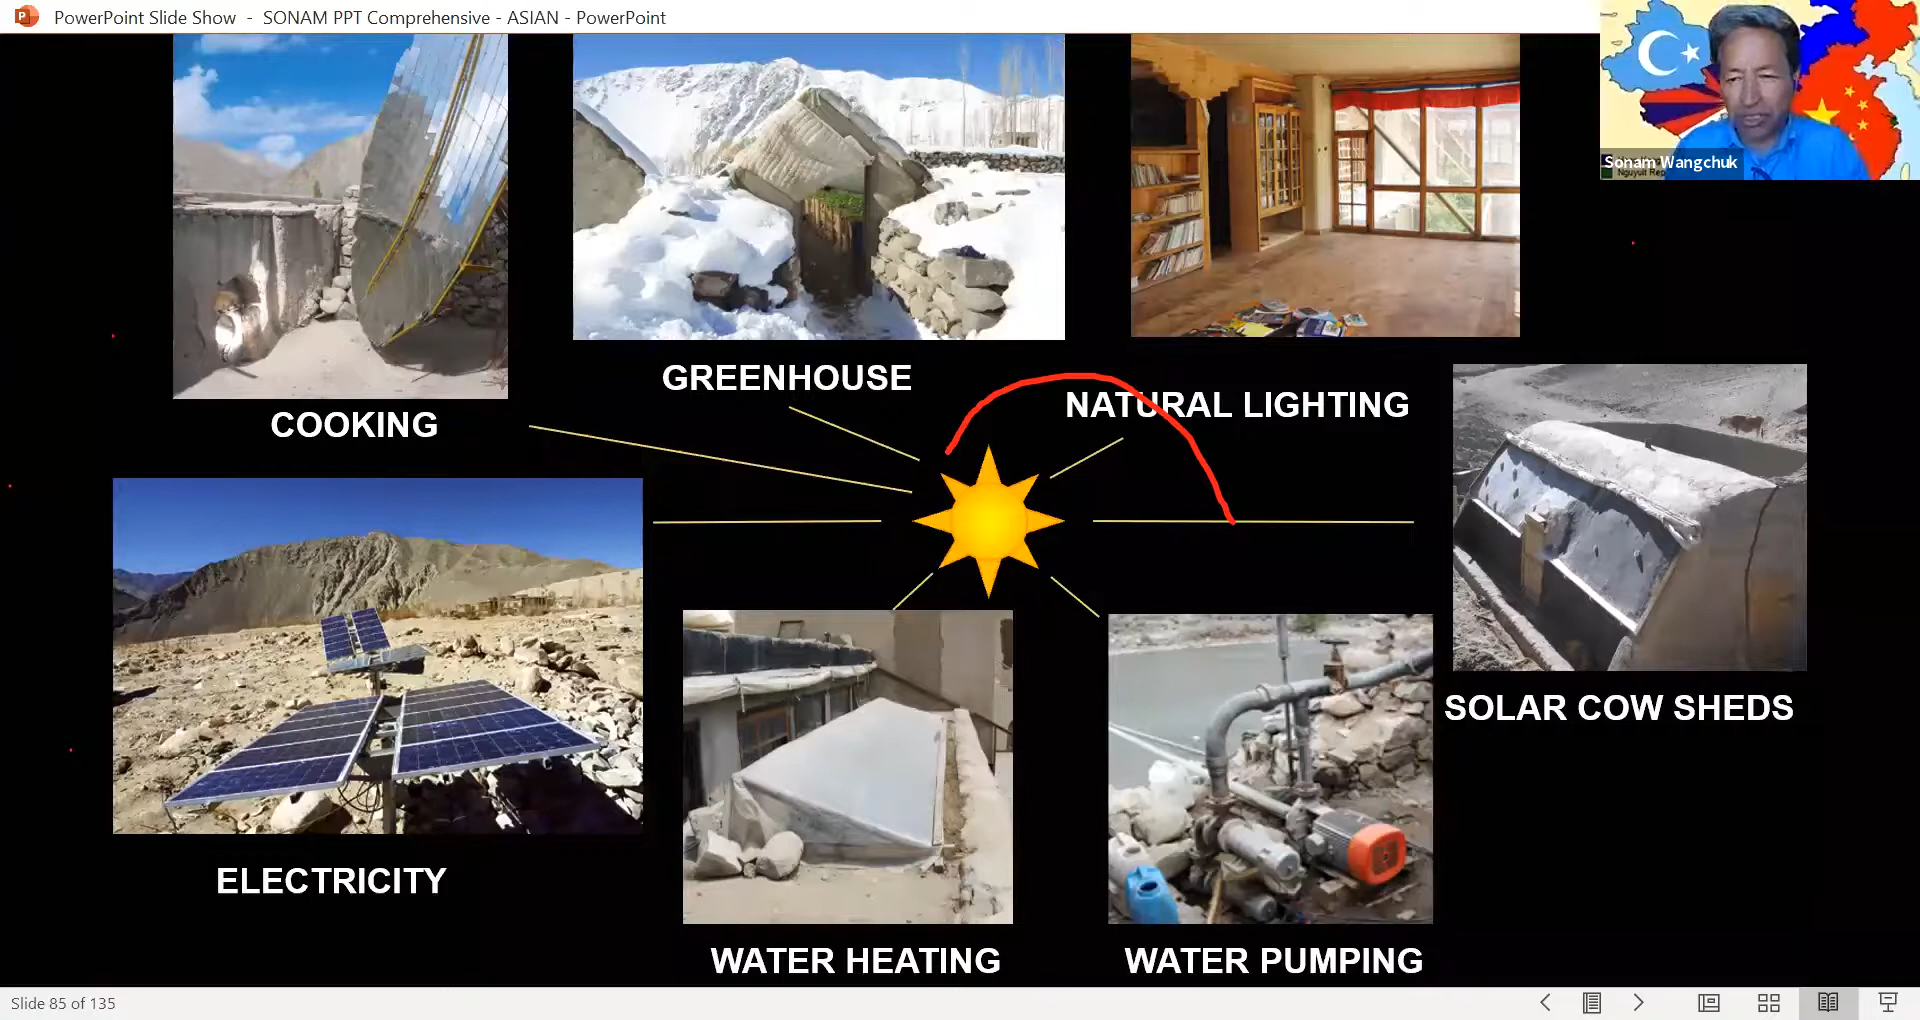 PowerPoint Slide Show - SONAM PPT Comprehensive - ASIAN - PowerPoint
Sonam Wangchuk
GREENHOUSE
NATURAL LIGHTING
COOKING
SOLAR COW SHEDS
ELECTRICITY
WATER HEATING
WATER PUMPING
Slide 85 of 135